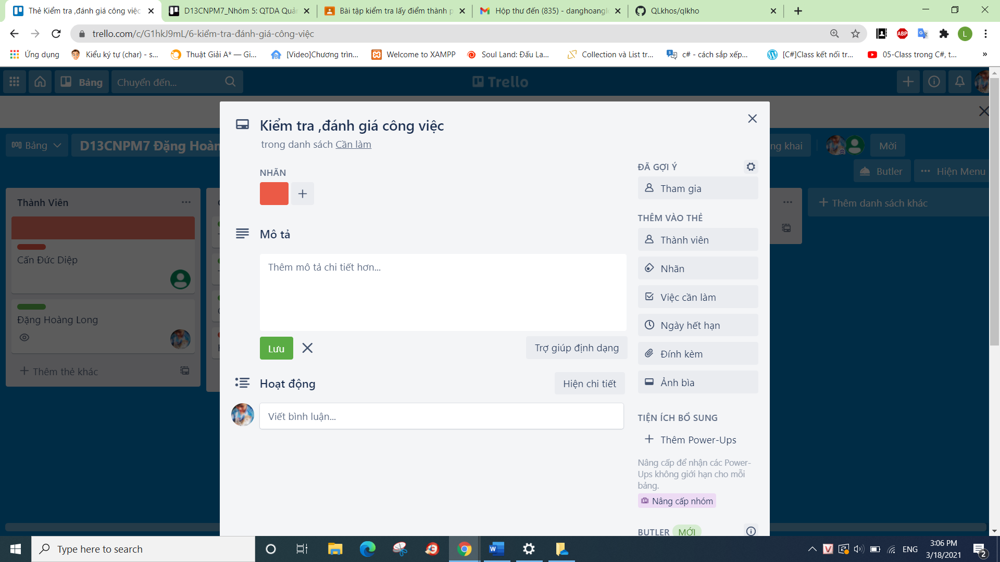 Thẻ Kiểm tra ,đánh giá công việc
D13CNPM7_Nhóm 5: QTDA Quản
Bài tập kiểm tra lấy điểm thành p
Hộp thư đến (835) - danghoanglo
QLkhos/qlkho
trello.com/c/G1hkJ9mL/6-kiểm-tra-đánh-giá-công-việc
ABP
L
Ứng dụng
Kiểu ký tự (char) - s...
Thuật Giải A* — Gi...
[Video]Chương trìn...
Welcome to XAMPP
Soul Land: Đấu La...
Collection và List tr...
c# - cách sắp xếp...
[C#]Class kết nối tr...
05-Class trong C#, t...
»
Bảng
Chuyển đến...
Trello
Bảng
D13CNPM7 Đặng Hoàn
ng khai
Mời
Butler
Hiện Menu
Thành Viên
Cấn Đức Diệp
Đặng Hoàng Long
Thêm thẻ khác
Thêm danh sách khác
Kiểm tra ,đánh giá công việc
trong danh sách Cần làm
NHÃN
Mô tả
Thêm mô tả chi tiết hơn...
Lưu
Trợ giúp định dạng
Hoạt động
Hiện chi tiết
Viết bình luận...
ĐÃ GỢI Ý
Tham gia
THÊM VÀO THẺ
Thành viên
Nhãn
Việc cần làm
Ngày hết hạn
Đính kèm
Ảnh bìa
TIỆN ÍCH BỔ SUNG
Thêm Power-Ups
Nâng cấp để nhận các Power-
Ups không giới hạn cho mỗi
bảng.
Nâng cấp nhóm
BUTLER MỚI
Type here to search
ENG
3:06 PM
3/18/2021
2